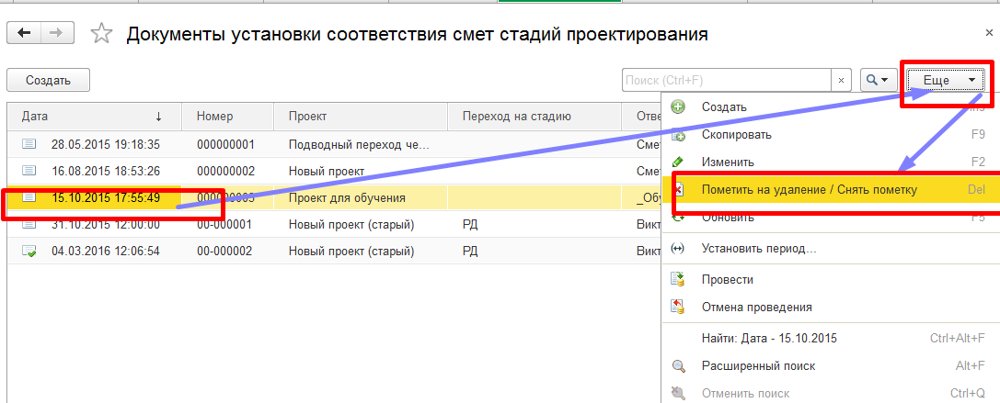 Документы установки соответствия смет стадий проектирования
Создать
Поиск (Ctrl+F)
Еще
Дата Номер Проект Переход на стадию Отве
28.05.2015 19:18:35 000000001 Подводный переход че... Смет
16.08.2015 18:53:26 000000002 Новый проект Смет
15.10.2015 17:55:49 000000003 Проект для обучения _Обу
31.10.2015 12:00:00 00-000001 Новый проект (старый) РД Викт
04.03.2016 12:06:54 00-000002 Новый проект (старый) РД Викт
Создать Ins
Скопировать F9
Изменить F2
Пометить на удаление / Снять пометку Del
Обновить F5
Установить период...
Провести
Отмена проведения
Найти: Дата - 15.10.2015 Ctrl+Alt+F
Расширенный поиск Alt+F
Отменить поиск Ctrl+Q